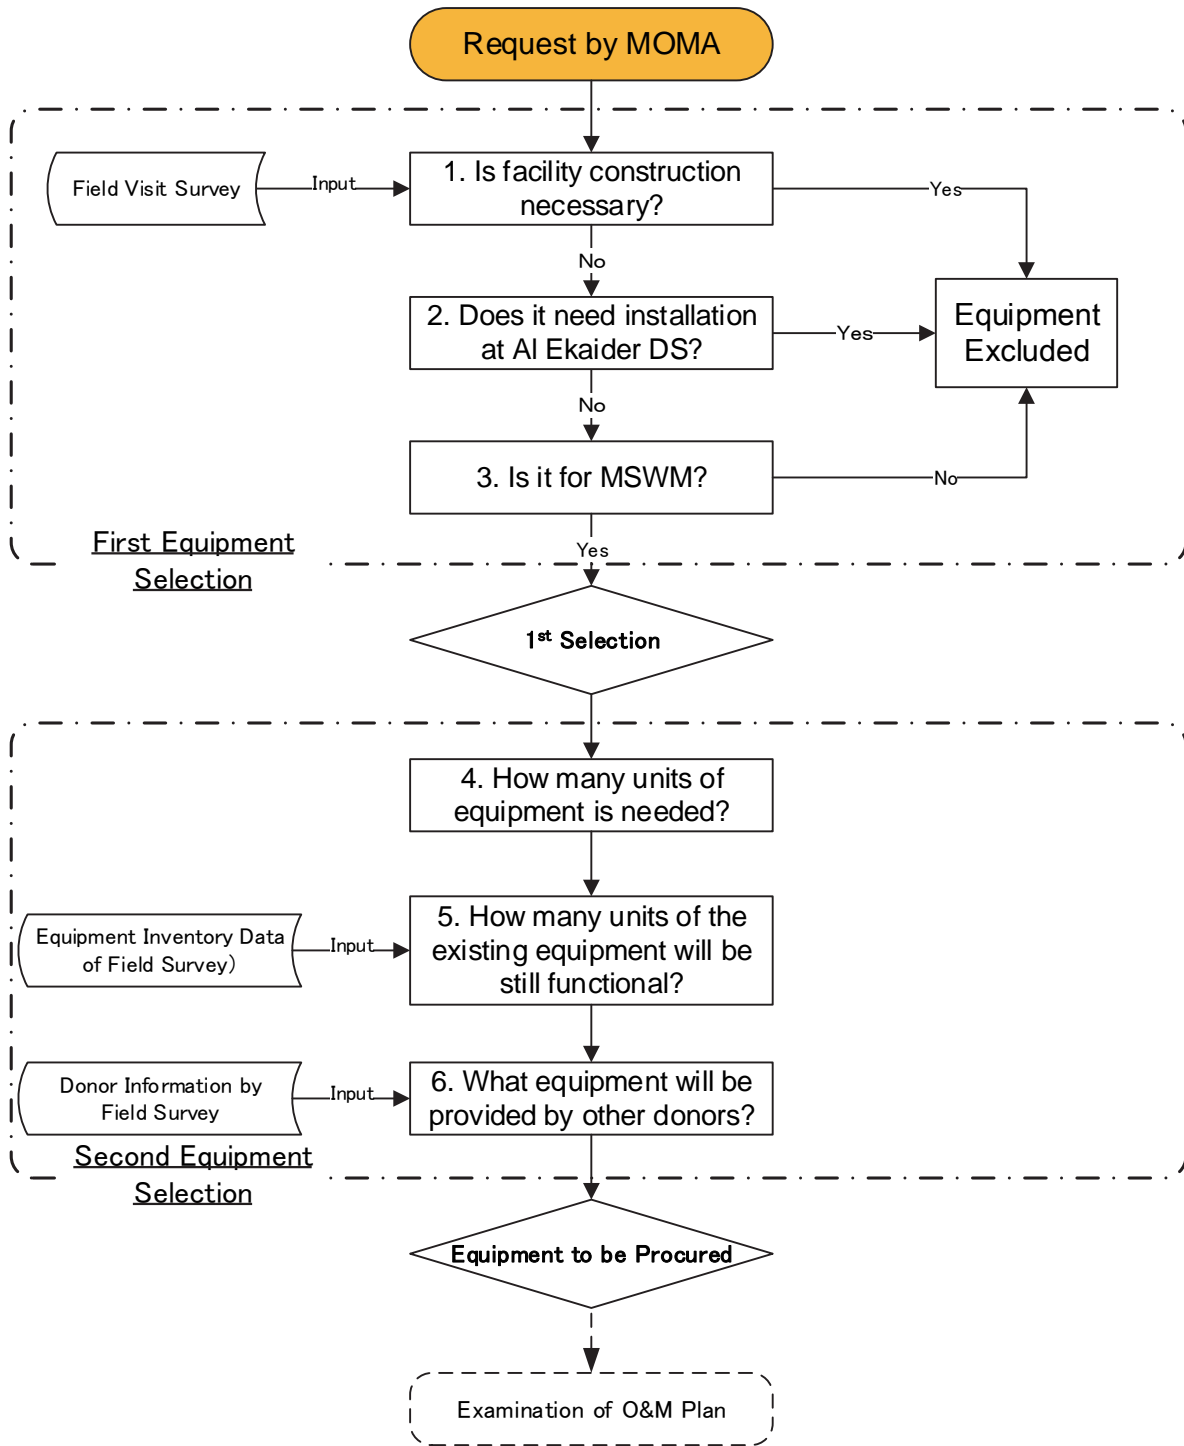 Request by MOMA
Field Visit Survey
Input
1. Is facility construction
necessary?
Yes
No
2. Does it need installation
at Al Ekaider DS?
Yes
Equipment
Excluded
No
3. Is it for MSWM?
No
Yes
First Equipment
Selection
1st Selection
4. How many units of
equipment is needed?
Equipment Inventory Data
of Field Survey)
Input
5. How many units of the
existing equipment will be
still functional?
Donor Information by
Field Survey
Input
6. What equipment will be
provided by other donors?
Second Equipment
Selection
Equipment to be Procured
Examination of O&M Plan